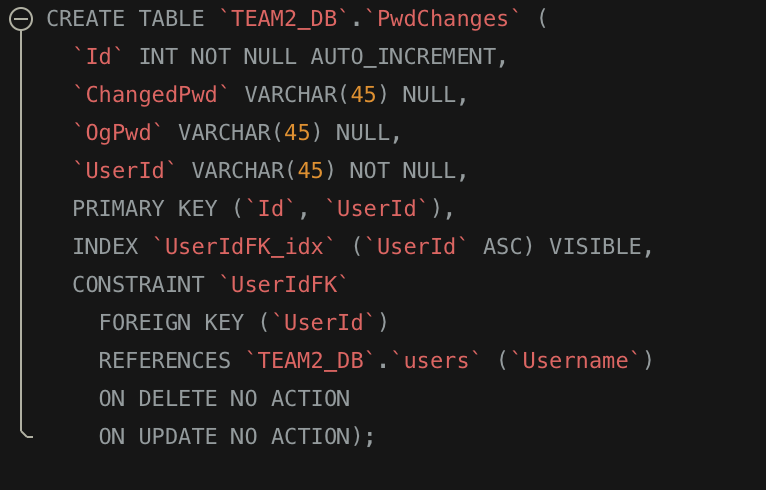 CREATE TABLE `TEAM2_DB`.`PwdChanges` (
`Id` INT NOT NULL AUTO_INCREMENT,
`ChangedPwd` VARCHAR(45) NULL,
`OgPwd` VARCHAR(45) NULL,
`UserId` VARCHAR(45) NOT NULL,
PRIMARY KEY (`Id`, `UserId`),
INDEX `UserIdFK_idx` (`UserId` ASC) VISIBLE,
CONSTRAINT `UserIdFK`
FOREIGN KEY (`UserId`)
REFERENCES `TEAM2_DB`.`users` (`Username`)
ON DELETE NO ACTION
ON UPDATE NO ACTION);